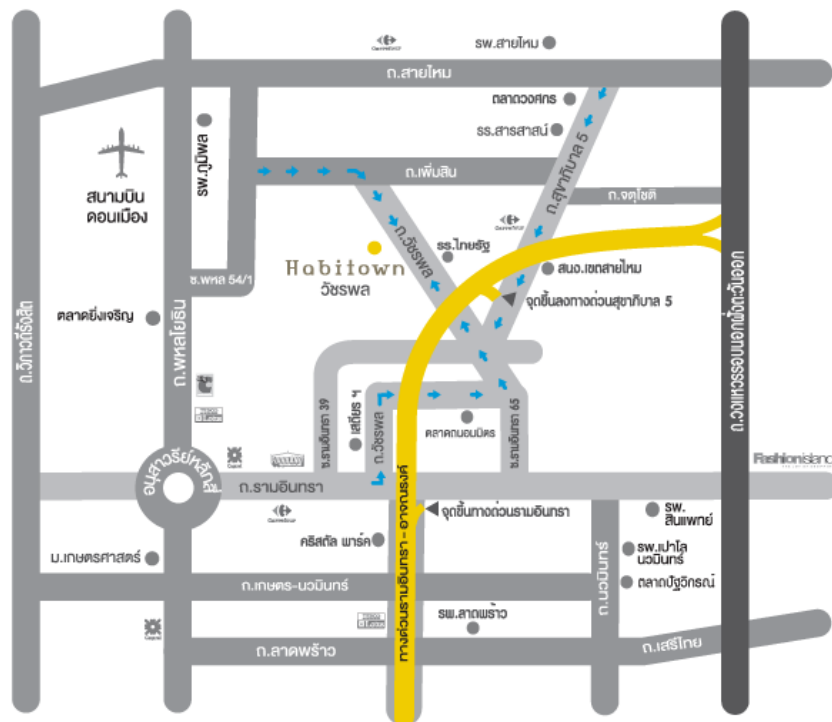 Carrefour
รพ.สายไหม
ถ.สายไหม
ตลาดวงศกร
รร.สารสาสน์
รพ.ภูมิพล
ถ.เพิ่มสิน
ถ.สุขาภิบาล 5
ถ.จตุโชติ
สนามบิน
ดอนเมือง
ถ.วัชรพล
รร.ไทยรัฐ
Carrefour
สนง.เขตสายไหม
Habitown
วัชรพล
ซ.พหล 54/1
จุดขึ้นลงทางด่วนสุขาภิบาล 5
ตลาดยิ่งเจริญ
ถ.วิภาวดีรังสิต
ถ.พหลโยธิน
ถ.วงแหวนรอบนอกฝั่งตะวันออก
ซ.รามอินทรา 39
เสถียร ฯ
ถ.วัชรพล
ตลาดถนอมมิตร
ซ.รามอินทรา 65
Fashion Island
อนุสาวรีย์หลักสี่
ถ.รามอินทรา
Carrefour
จุดขึ้นทางด่วนรามอินทรา
รพ.
สินแพทย์
คริสตัล พาร์ค
รพ.เปาโล
นวมินทร์
ม.เกษตรศาสตร์
ตลาดปัฐวิกรณ์
ถ.เกษตร-นวมินทร์
ถ.นวมินทร์
ทางด่วนรามอินทรา - อาจณรงค์
รพ.ลาดพร้าว
ถ.ลาดพร้าว
ถ.เสรีไทย